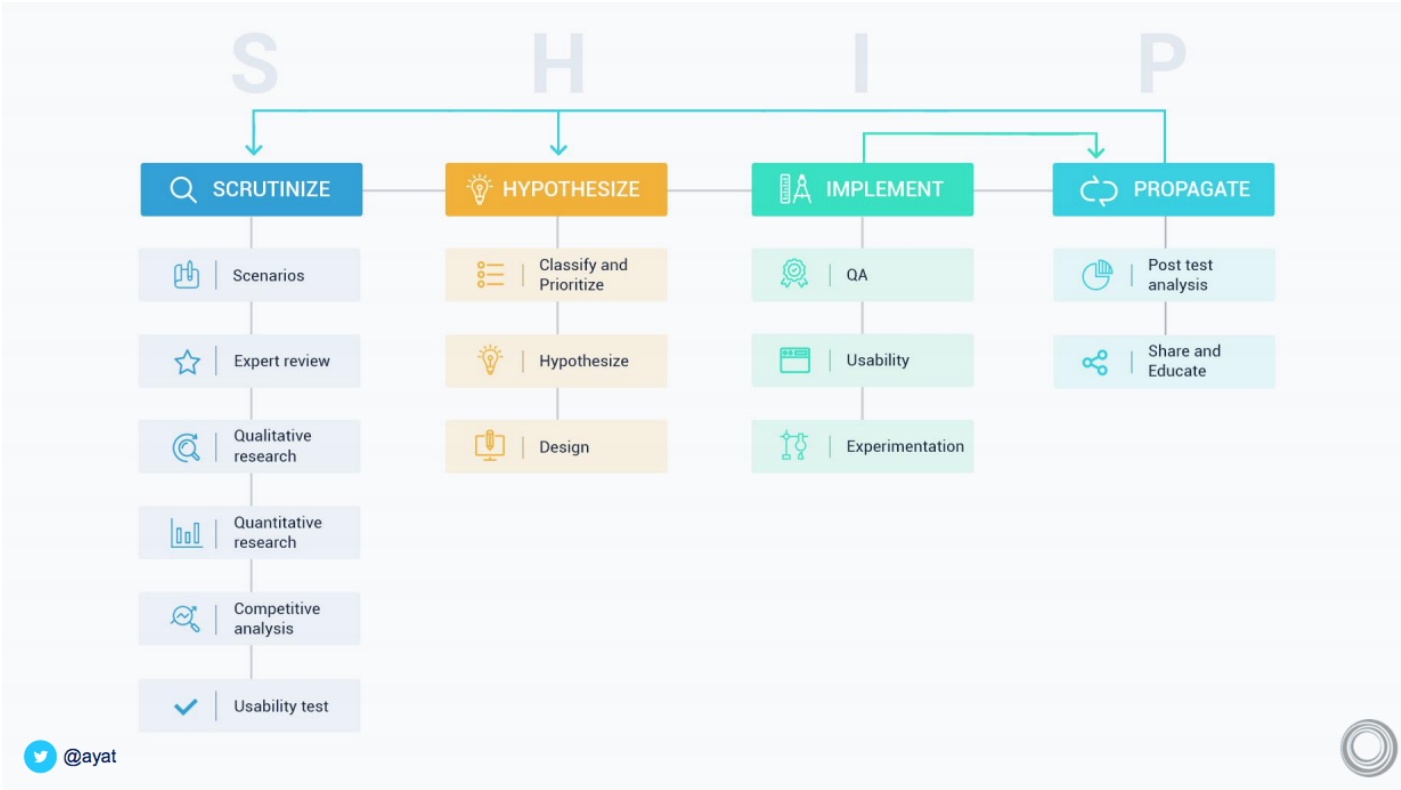 S H I P
SCRUTINIZE
HYPOTHESIZE
IMPLEMENT
PROPAGATE
Scenarios
Expert review
Qualitative
research
Quantitative
research
Competitive
analysis
Usability test
Classify and
Prioritize
Hypothesize
Design
QA
Usability
Experimentation
Post test
analysis
Share and
Educate
@ayat